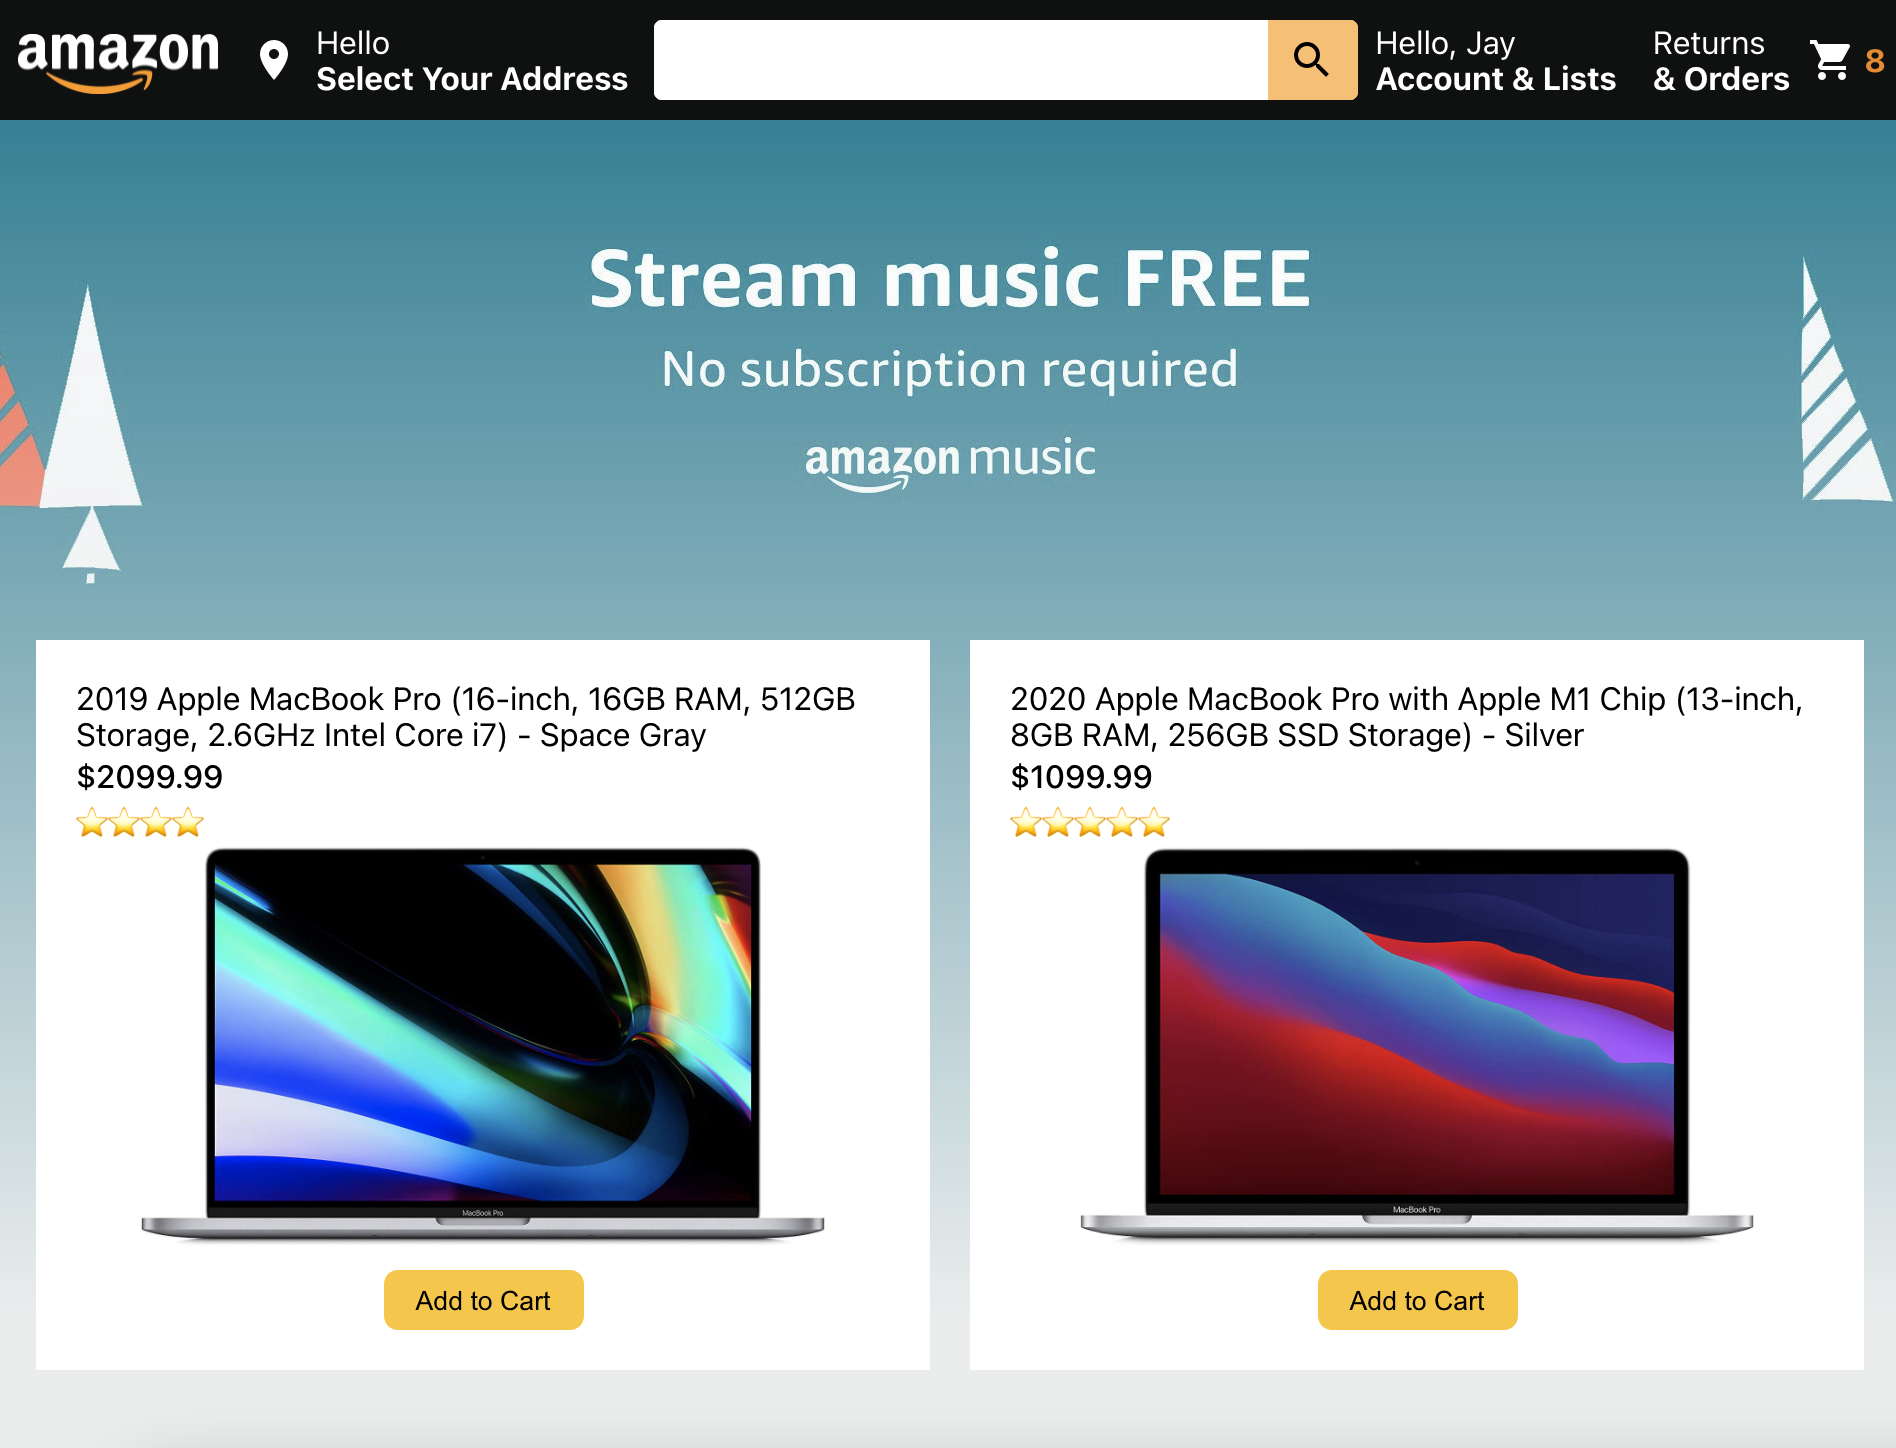 amazon
Hello
Select Your Address
Hello, Jay
Account & Lists
Returns
& Orders
8
Stream music FREE
No subscription required
amazon music
2019 Apple MacBook Pro (16-inch, 16GB RAM, 512GB
Storage, 2.6GHz Intel Core i7) - Space Gray
$2099.99
MacBook Pro
Add to Cart
2020 Apple MacBook Pro with Apple M1 Chip (13-inch,
8GB RAM, 256GB SSD Storage) - Silver
$1099.99
MacBook Pro
Add to Cart